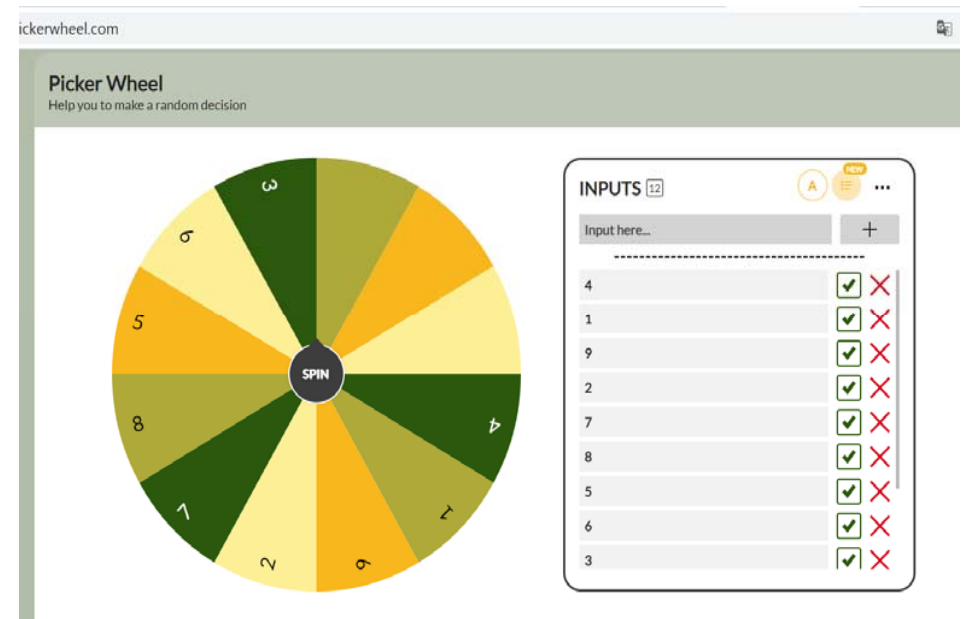 ickerwheel.com
Picker Wheel
Help you to make a random decision
3
6
5
8
7
2
9
1
4
SPIN
INPUTS 12
A
NEW
...
Input here...
+
4
1
9
2
7
8
5
6
3